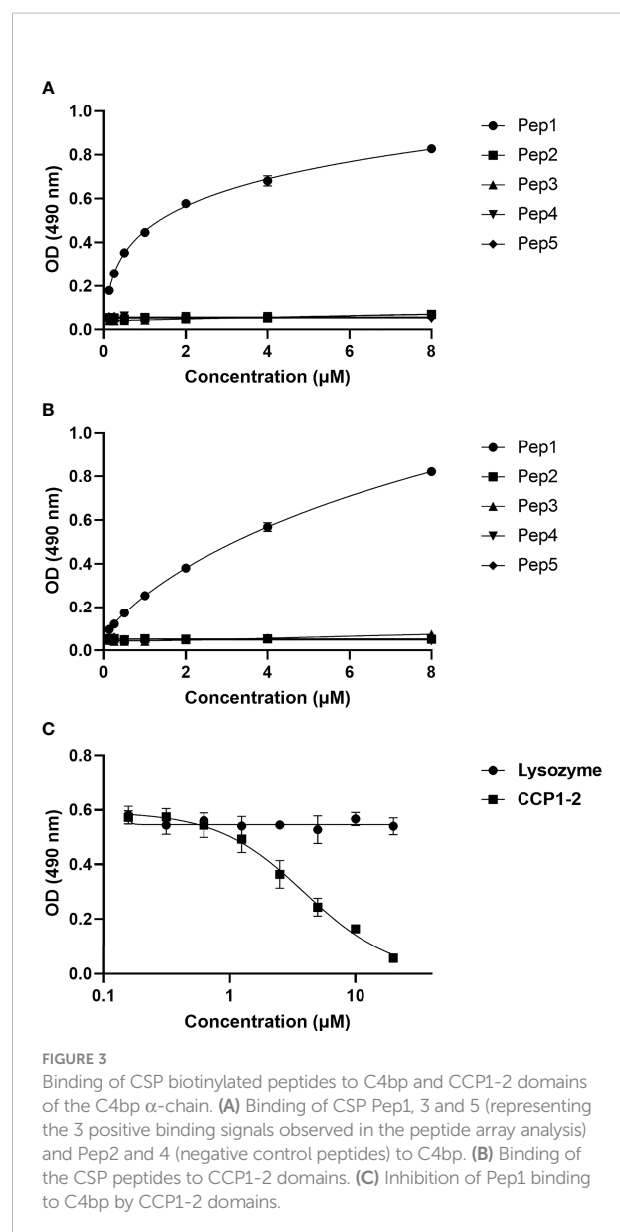 A
1.0
0.8
0.6
0.4
0.2
0.0
OD (490 nm)
0 2 4 6 8
Concentration (µM)
Pep1
Pep2
Pep3
Pep4
Pep5
B
1.0
0.8
0.6
0.4
0.2
0.0
OD (490 nm)
0 2 4 6 8
Concentration (µM)
Pep1
Pep2
Pep3
Pep4
Pep5
C
0.8
0.6
0.4
0.2
0.0
OD (490 nm)
0.1 1 10
Concentration (µM)
Lysozyme
CCP1-2
FIGURE 3
Binding of CSP biotinylated peptides to C4bp and CCP1-2 domains
of the C4bp α-chain. (A) Binding of CSP Pep1, 3 and 5 (representing
the 3 positive binding signals observed in the peptide array analysis)
and Pep2 and 4 (negative control peptides) to C4bp. (B) Binding of
the CSP peptides to CCP1-2 domains. (C) Inhibition of Pep1 binding
to C4bp by CCP1-2 domains.